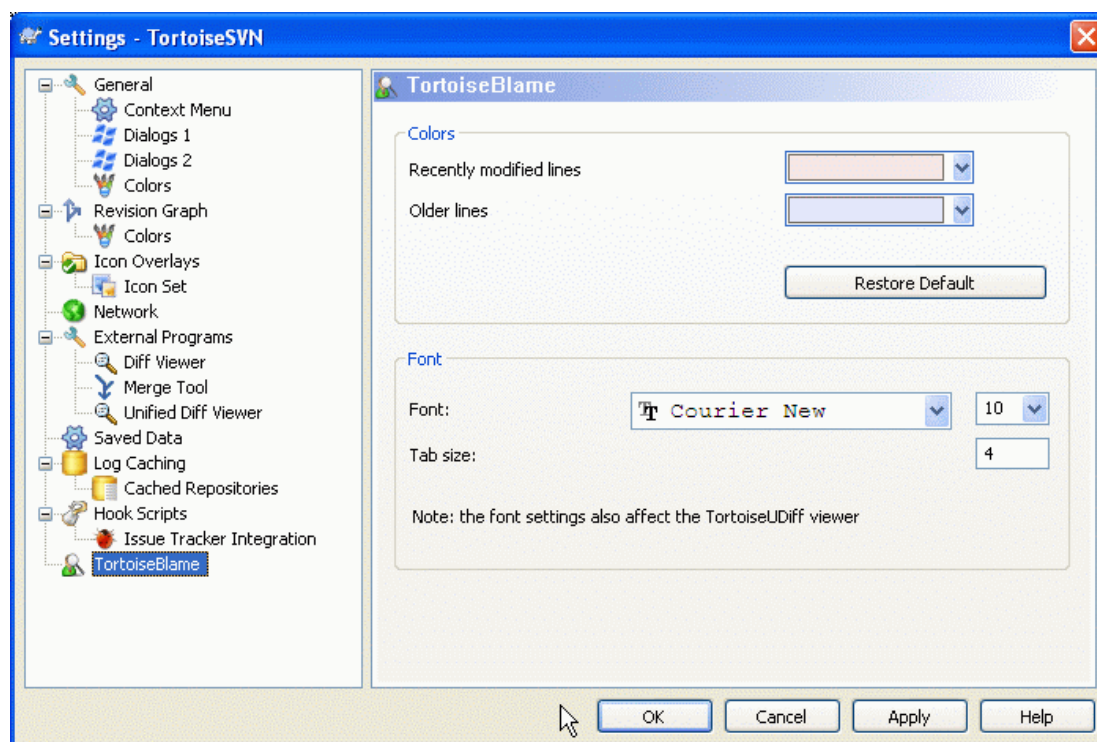 Settings - TortoiseSVN
General
Context Menu
Dialogs 1
Dialogs 2
Colors
Revision Graph
Colors
Icon Overlays
Icon Set
Network
External Programs
Diff Viewer
Merge Tool
Unified Diff Viewer
Saved Data
Log Caching
Cached Repositories
Hook Scripts
Issue Tracker Integration
TortoiseBlame
TortoiseBlame
Colors
Recently modified lines
Older lines
Restore Default
Font
Font: Courier New 10
Tab size: 4
Note: the font settings also affect the TortoiseUDiff viewer
OK Cancel Apply Help